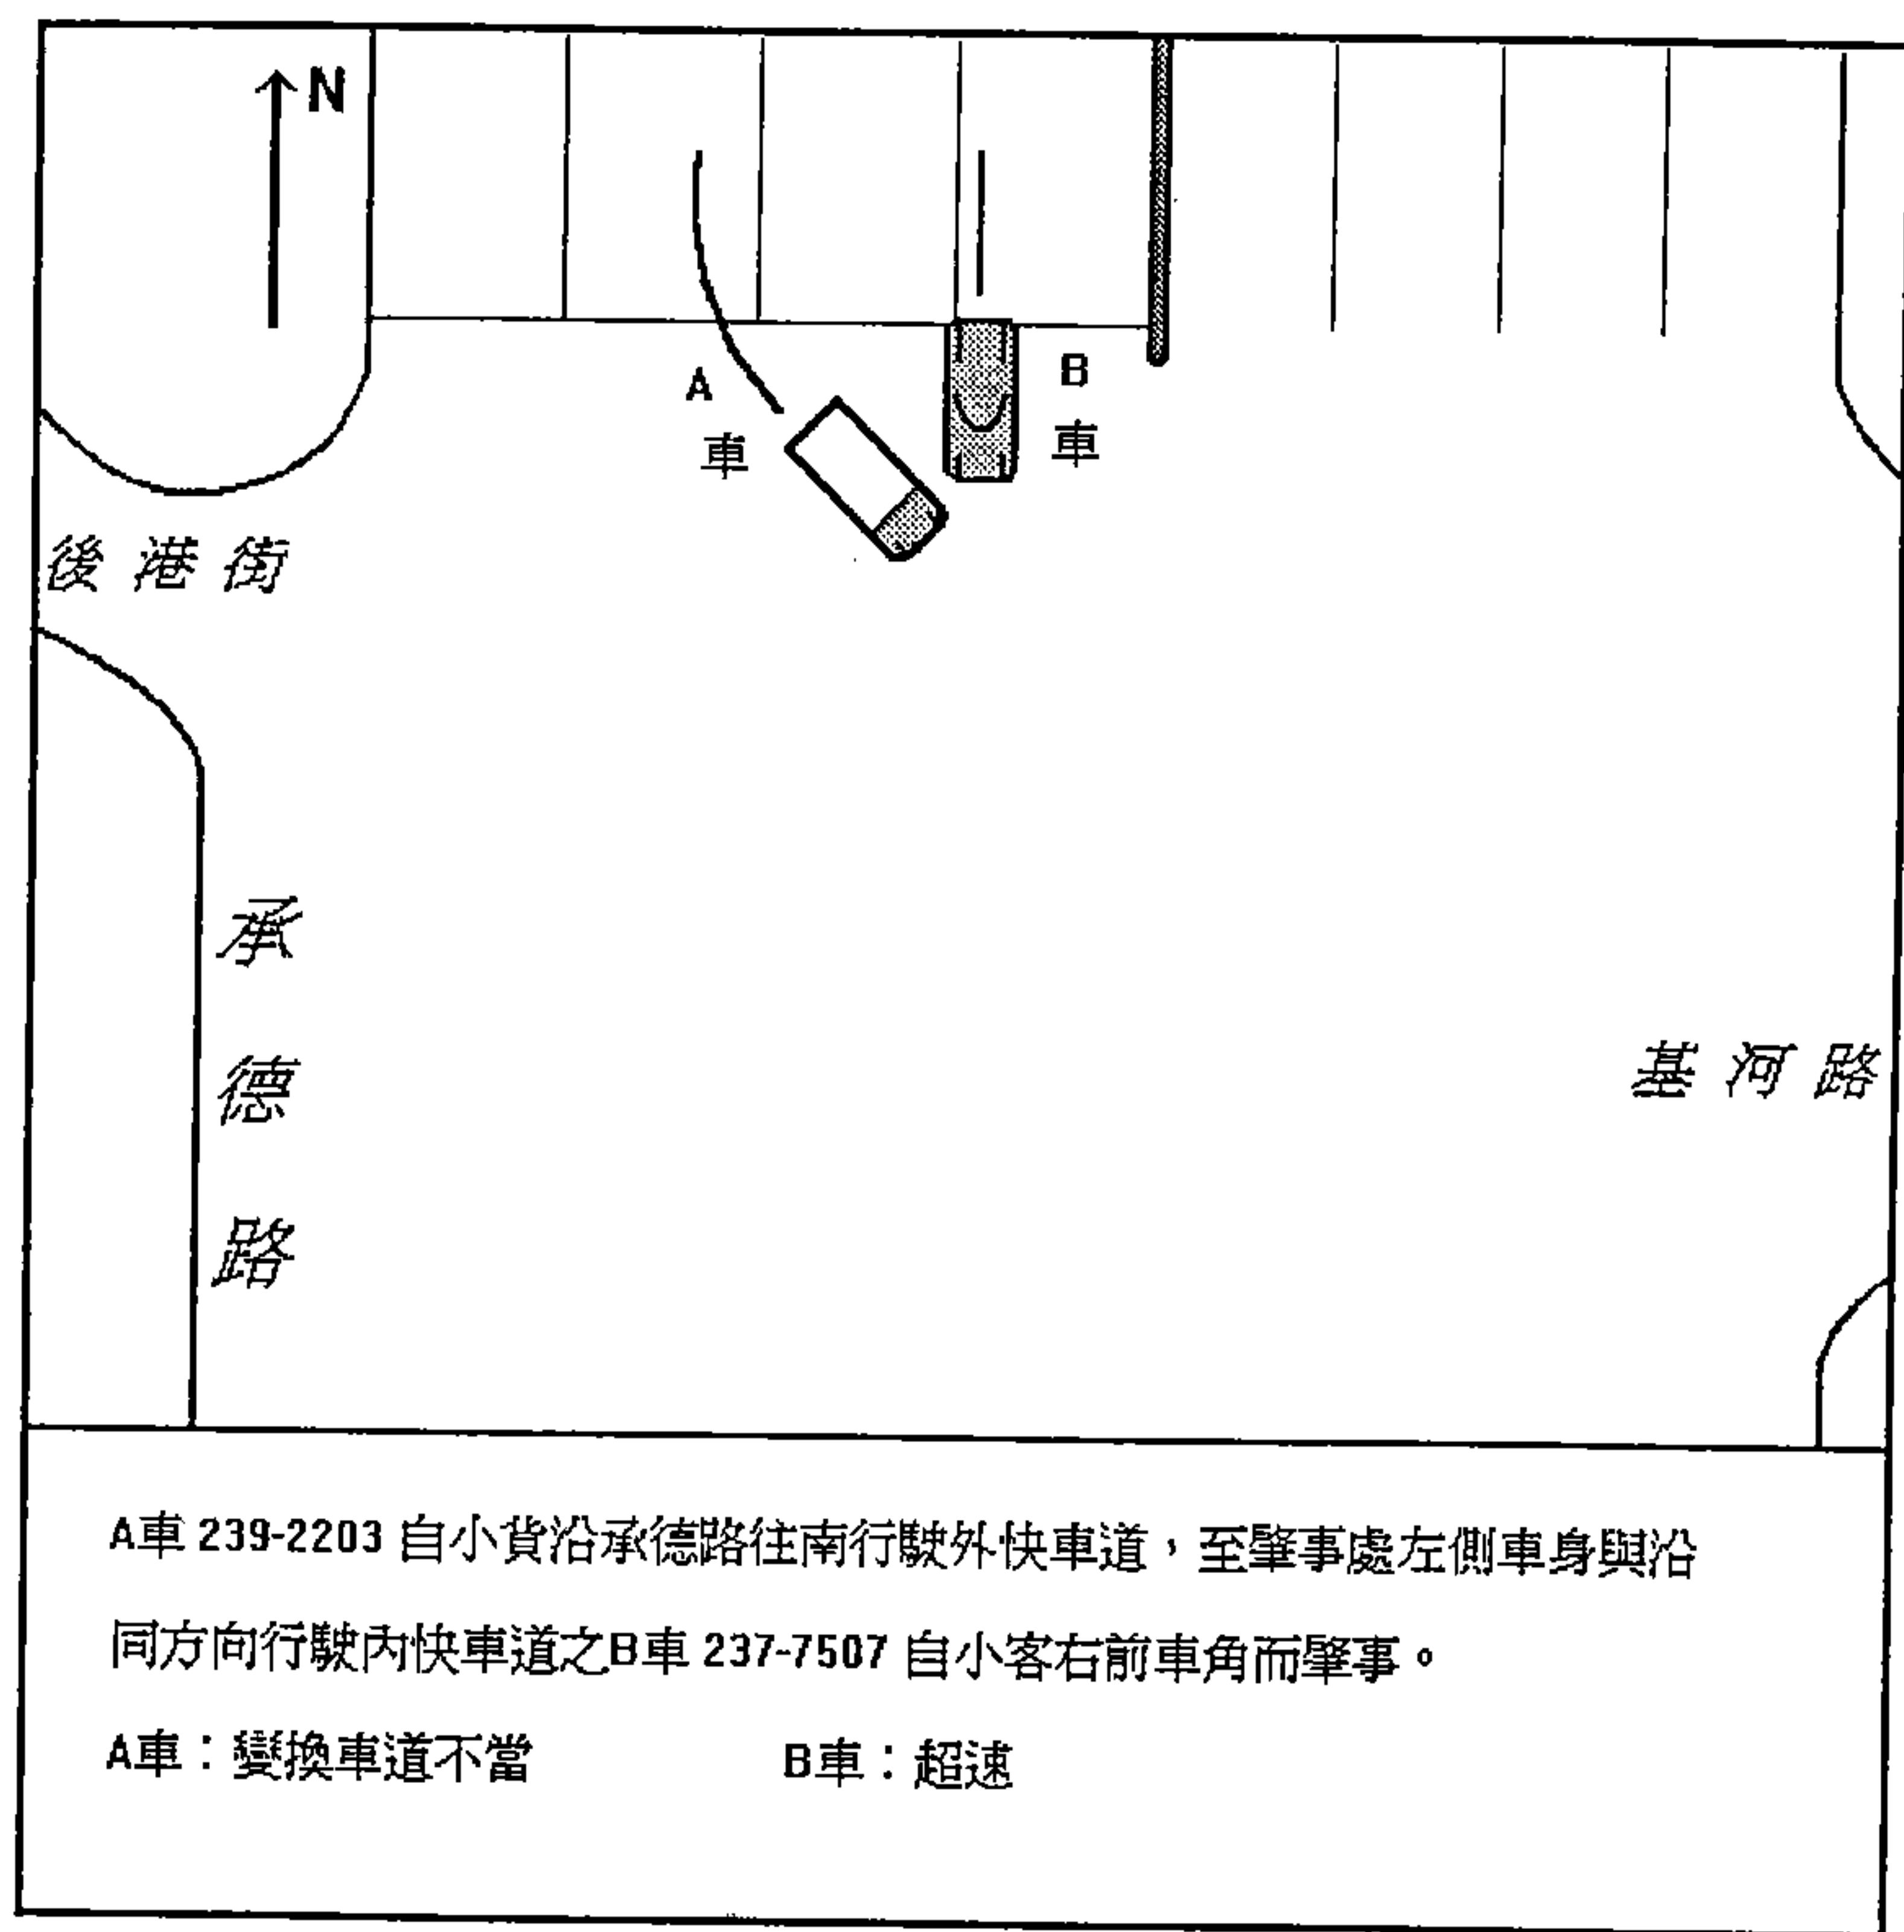 N
A
車
B
車
後港街
承
德
路
基河路
A車 239-2203 自小貨沿承德路往南行駛外快車道，至肇事處左側車身與沿
同方向行駛內快車道之B車 237-7507 自小客右前車角而肇事。
A車：變換車道不當 B車：超速